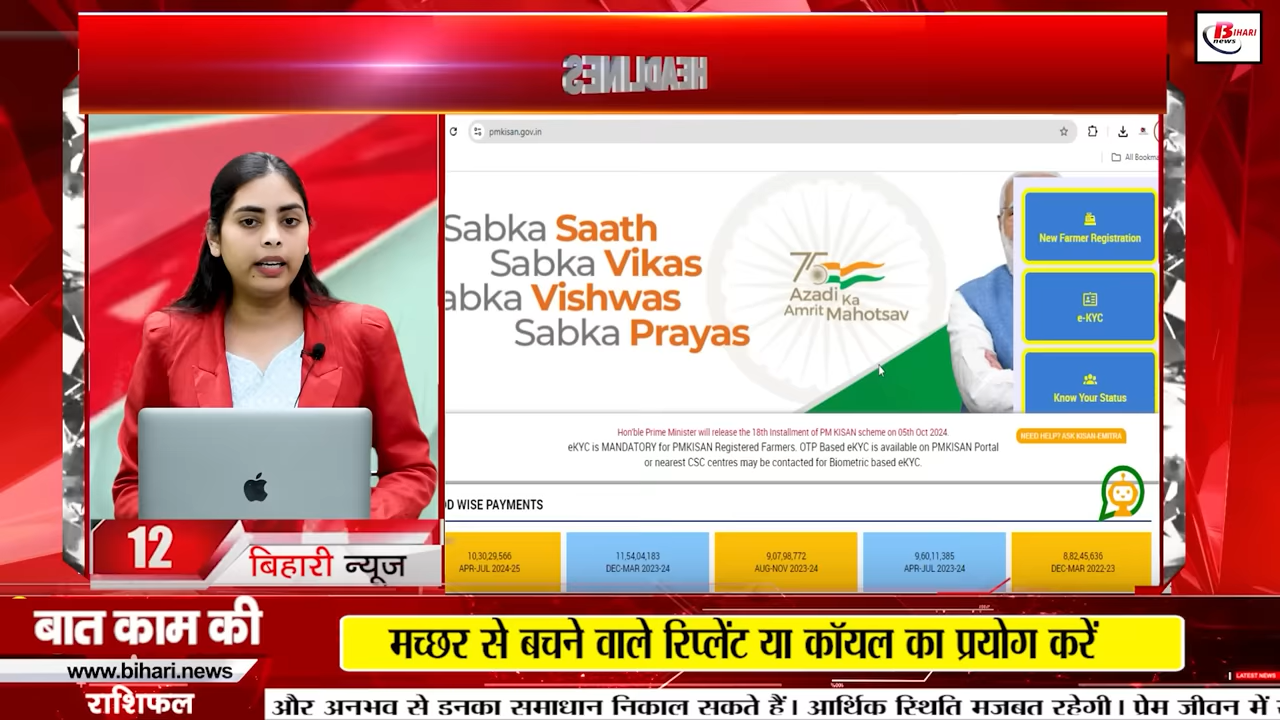 BIHARI
news
HEADLINES
pmkisan.gov.in
All Bookma
Sabka Saath
Sabka Vikas
abka Vishwas
Sabka Prayas
75
Azadi Ka
Amrit Mahotsav
New Farmer Registration
e-KYC
Know Your Status
Hon'ble Prime Minister will release the 18th Installment of PM KISAN scheme on 05th Oct 2024.
eKYC is MANDATORY for PMKISAN Registered Farmers. OTP Based eKYC is available on PMKISAN Portal
or nearest CSC centres may be contacted for Biometric based eKYC.
NEED HELP? ASK KISAN-EMITRA
OD WISE PAYMENTS
10,30,29,566
APR-JUL 2024-25
11,54,04,183
DEC-MAR 2023-24
9,07,98,772
AUG-NOV 2023-24
9,60,11,385
APR-JUL 2023-24
8,82,45,636
DEC-MAR 2022-23
12
बिहारी न्यूज
बात काम की
www.bihari.news
मच्छर से बचने वाले रिप्लेंट या कॉयल का प्रयोग करें
LATEST NEWS
राशिफल
और अनुभव से उनका समाधान निकाल सकते हैं। आर्थिक स्थिति मजबूत रहेगी। प्रेम जीवन में